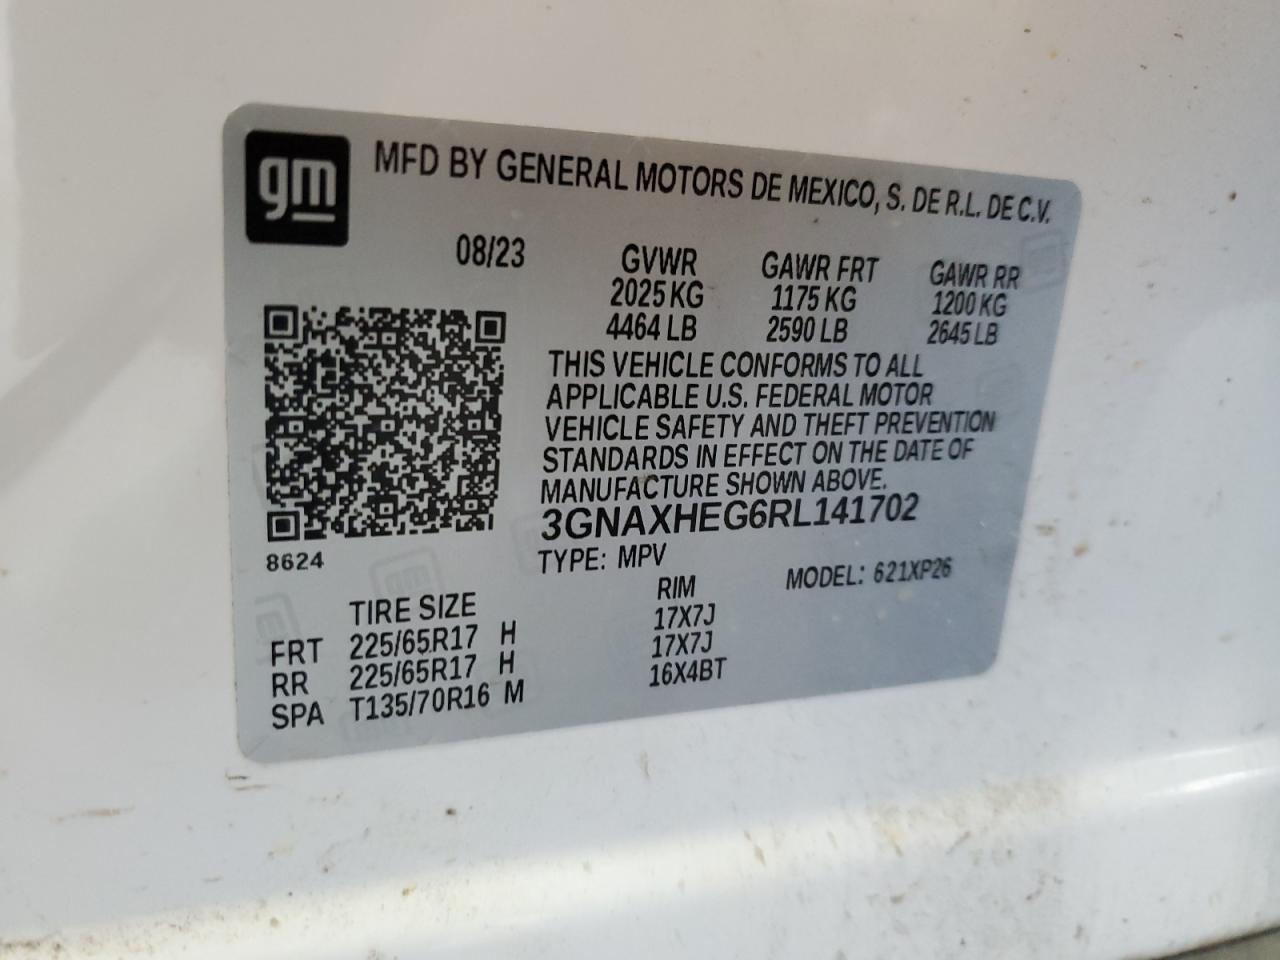 gm
MFD BY GENERAL MOTORS DE MEXICO, S. DE R.L. DE C.V.
08/23 GVWR GAWR FRT GAWR RR
2025 KG 1175 KG 1200 KG
4464 LB 2590 LB 2645 LB
THIS VEHICLE CONFORMS TO ALL
APPLICABLE U.S. FEDERAL MOTOR
VEHICLE SAFETY AND THEFT PREVENTION
STANDARDS IN EFFECT ON THE DATE OF
MANUFACTURE SHOWN ABOVE.
3GNAXHEG6RL141702
8624
TYPE: MPV MODEL: 621XP26
TIRE SIZE RIM
FRT 225/65R17 H 17X7J
RR 225/65R17 H 17X7J
SPA T135/70R16 M 16X4BT